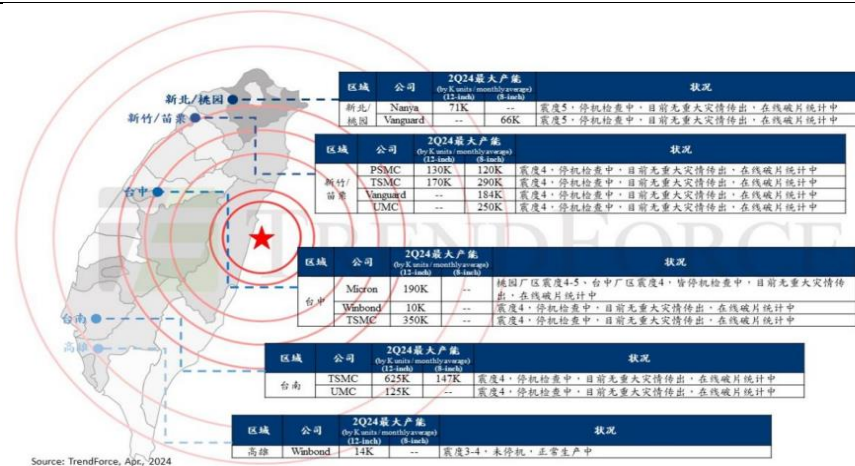 新北/桃园
新竹/苗栗
台中
台南
高雄
TRENDFORCE
区域 公司 2Q24最大产能 (by K units / monthly average) (12-inch) (8-inch) 状况
新北/桃园 Nanya 71K -- 震度5，停机检查中，目前无重大灾情传出，在线破片统计中
Vanguard -- 66K 震度5，停机检查中，目前无重大灾情传出，在线破片统计中
区域 公司 2Q24最大产能 (by K units / monthly average) (12-inch) (8-inch) 状况
新竹/苗栗 PSMC 130K 120K 震度4，停机检查中，目前无重大灾情传出，在线破片统计中
TSMC 170K 290K 震度4，停机检查中，目前无重大灾情传出，在线破片统计中
Vanguard -- 184K 震度4，停机检查中，目前无重大灾情传出，在线破片统计中
UMC -- 250K 震度4，停机检查中，目前无重大灾情传出，在线破片统计中
区域 公司 2Q24最大产能 (by K units / monthly average) (12-inch) (8-inch) 状况
台中 Micron 190K -- 桃园厂区震度4-5、台中厂区震度4，皆停机检查中，目前无重大灾情传
出，在线破片统计中
Winbond 10K -- 震度4，停机检查中，目前无重大灾情传出，在线破片统计中
TSMC 350K -- 震度4，停机检查中，目前无重大灾情传出，在线破片统计中
区域 公司 2Q24最大产能 (by K units / monthly average) (12-inch) (8-inch) 状况
台南 TSMC 625K 147K 震度4，停机检查中，目前无重大灾情传出，在线破片统计中
UMC 125K -- 震度4，停机检查中，目前无重大灾情传出，在线破片统计中
区域 公司 2Q24最大产能 (by K units / monthly average) (12-inch) (8-inch) 状况
高雄 Winbond 14K -- 震度3-4，未停机，正常生产中
Source: TrendForce, Apr., 2024